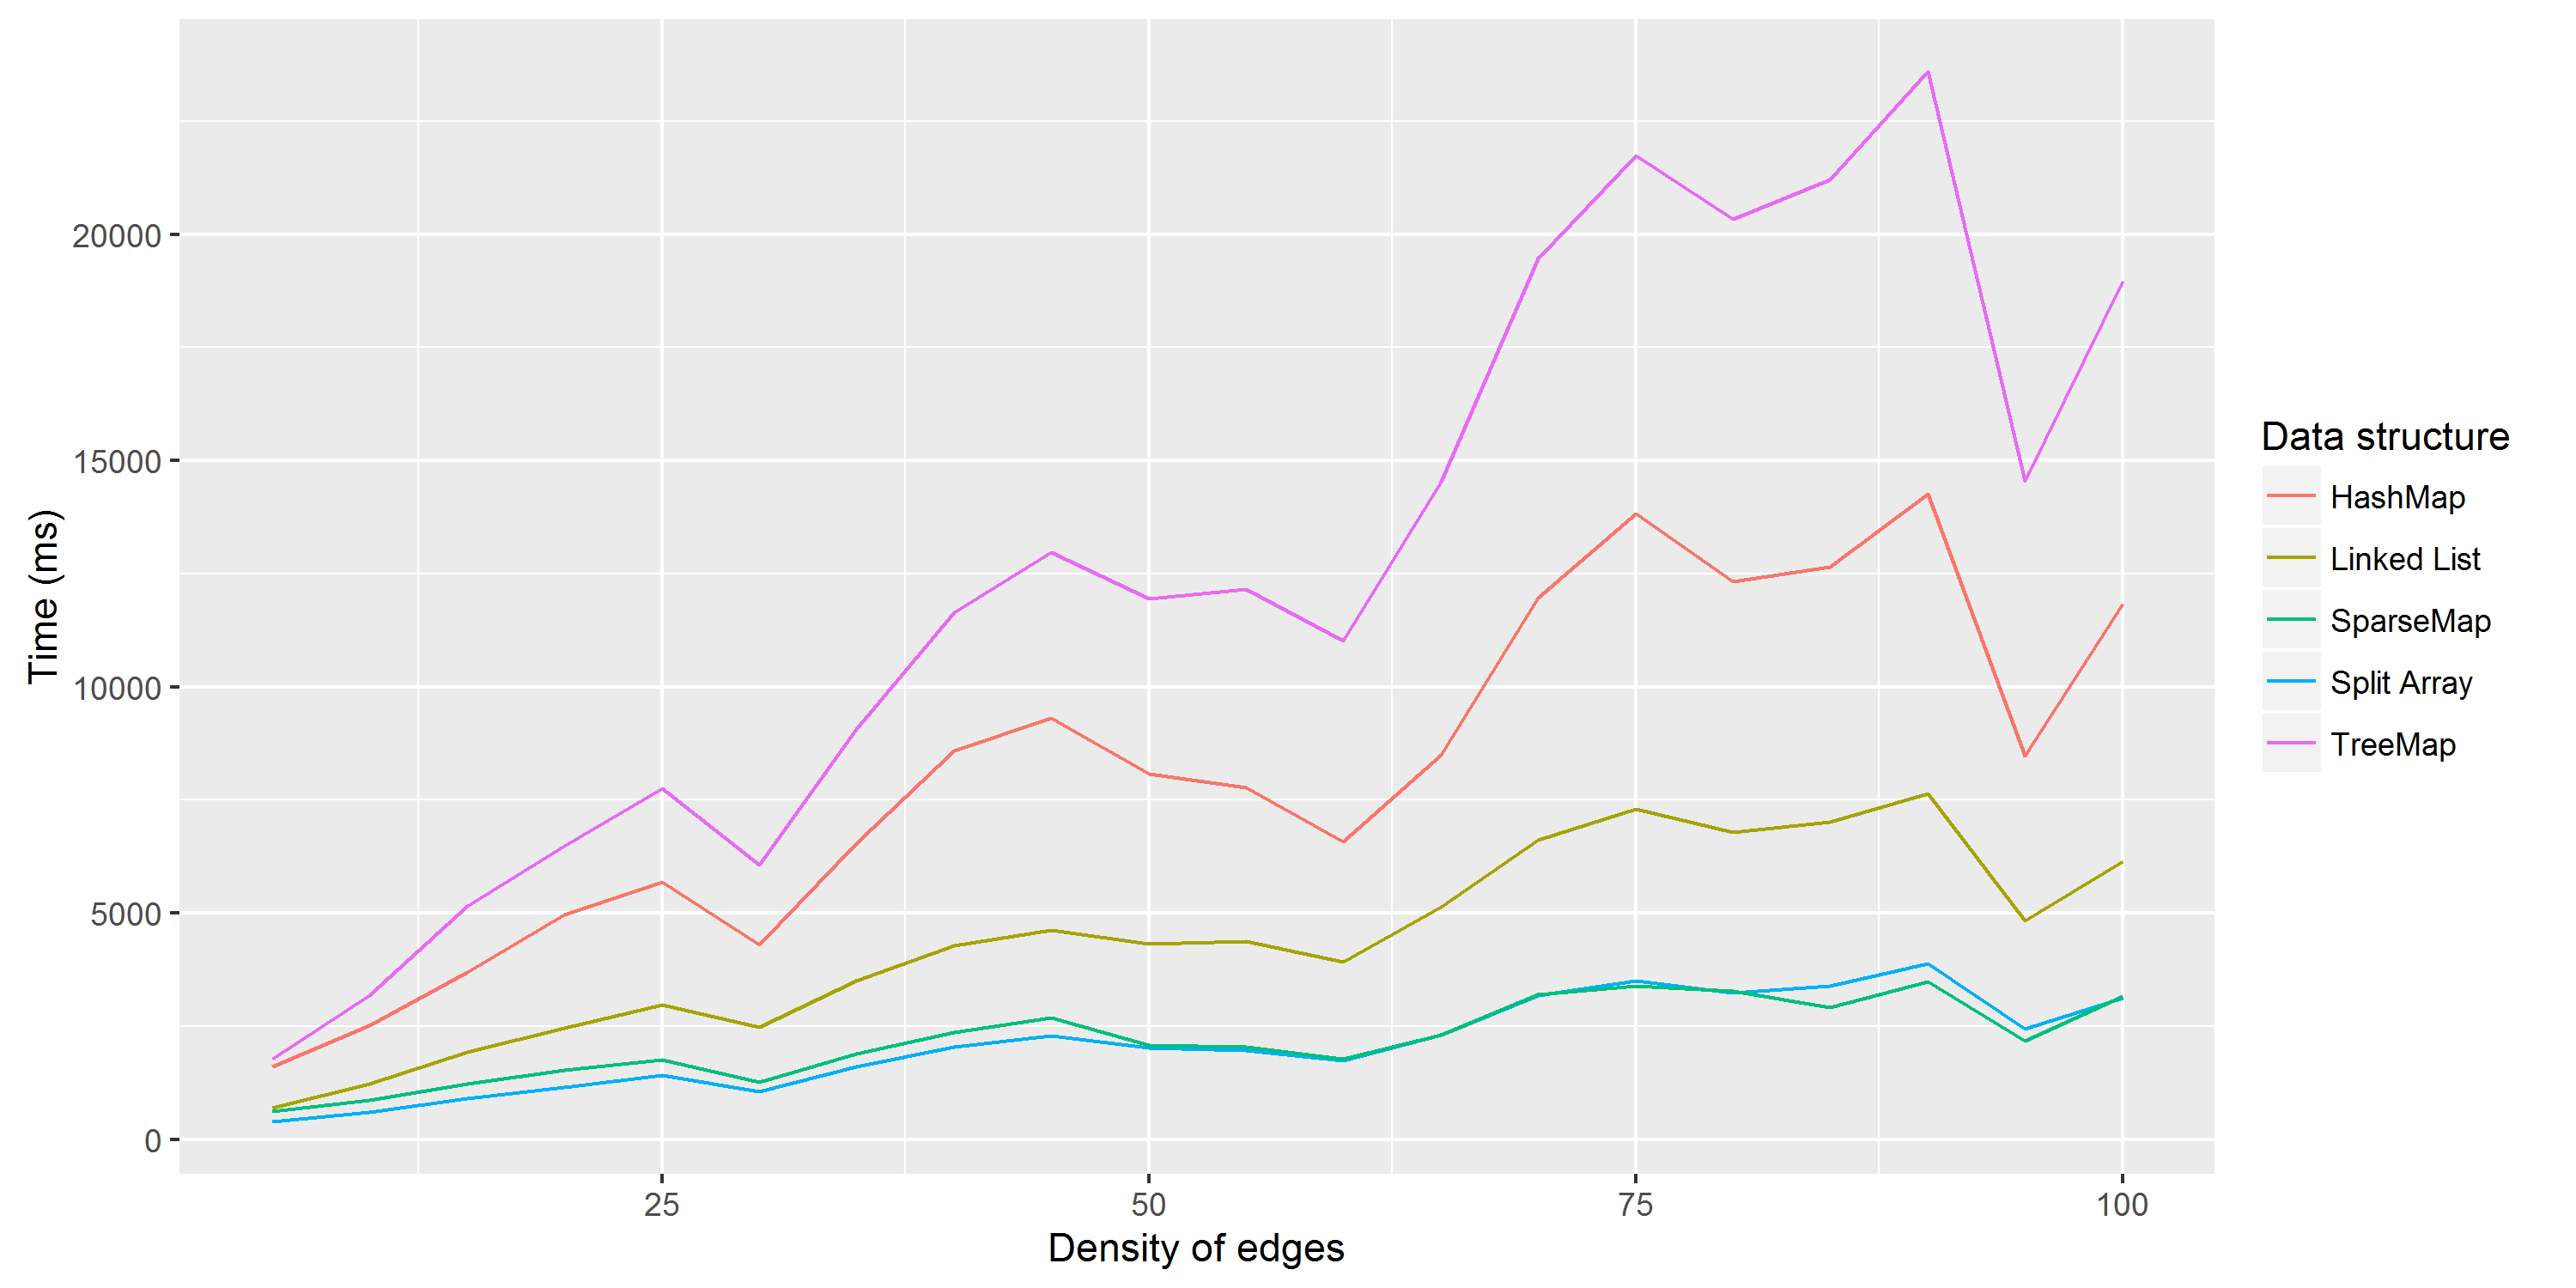 Time (ms)
20000
15000
10000
5000
0
25
50
75
100
Density of edges
Data structure
HashMap
Linked List
SparseMap
Split Array
TreeMap